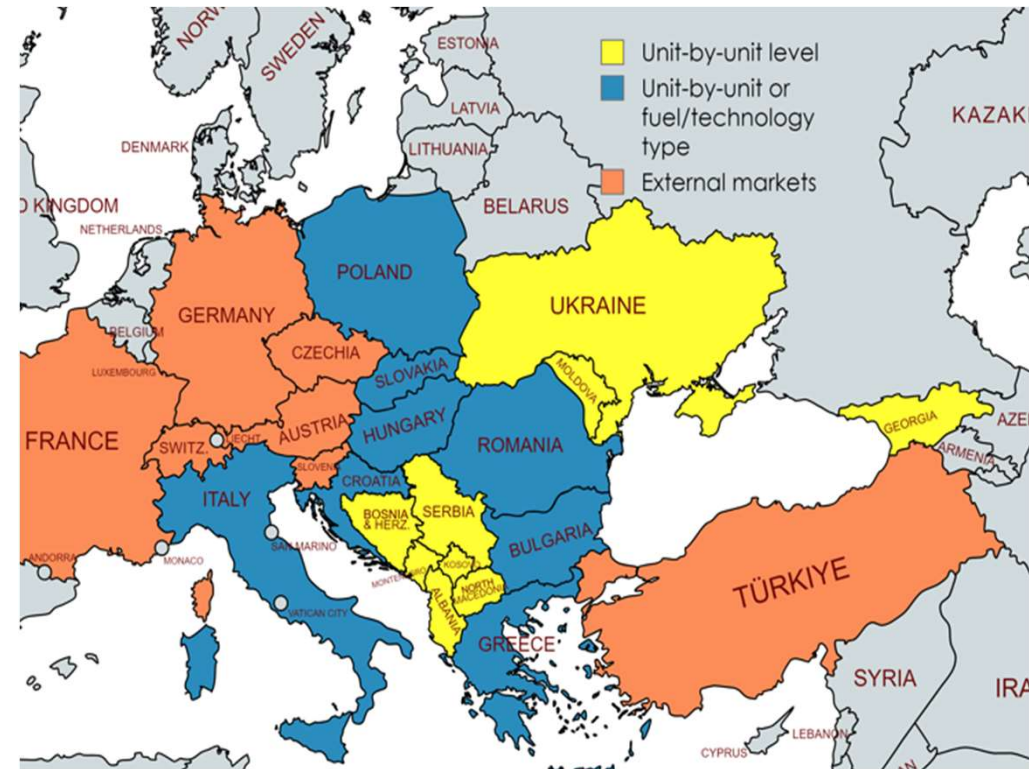 NORW
SWEDEN
ESTONIA
LATVIA
LITHUANIA
DENMARK
D KINGDOM
NETHERLANDS
BELARUS
KAZAK
Unit-by-unit level
Unit-by-unit or
fuel/technology
type
External markets
POLAND
GERMANY
BELGIUM
LUXEMBOURG
CZECHIA
UKRAINE
SLOVAKIA
MOLDOVA
FRANCE
SWITZ.
LIECHT.
AUSTRIA
HUNGARY
SLOVENI
ROMANIA
CROATIA
ITALY
BOSNIA
& HERZ.
SERBIA
GEORGIA
ARMENIA
AZE
SAN MARINO
MONACO
ANDORRA
MONTENEGRO
KOSOVO
BULGARIA
NORTH
MACEDONIA
ALBANIA
VATICAN CITY
GREECE
TÜRKIYE
SYRIA
IRA
LEBANON
CYPRUS
AN